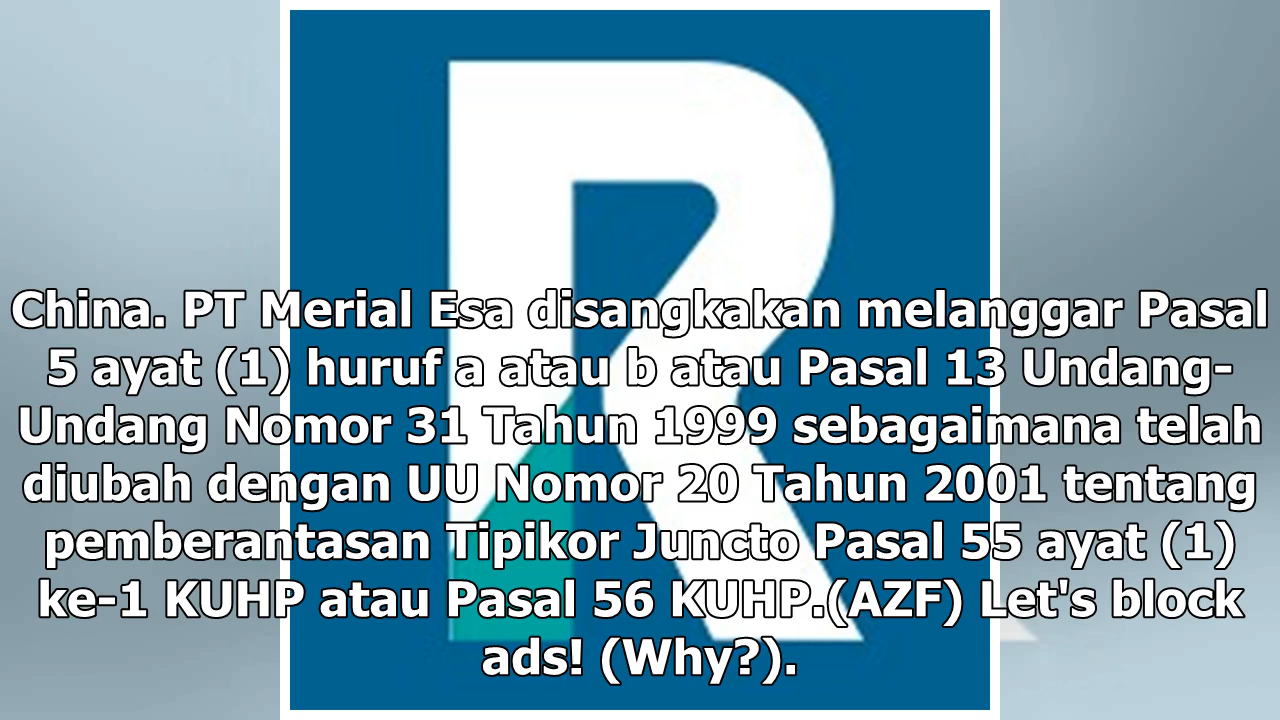 China. PT Merial Esa disangkakan melanggar Pasal
5 ayat (1) huruf a atau b atau Pasal 13 Undang-
Undang Nomor 31 Tahun 1999 sebagaimana telah
diubah dengan UU Nomor 20 Tahun 2001 tentang
pemberantasan Tipikor Juncto Pasal 55 ayat (1)
ke-1 KUHP atau Pasal 56 KUHP.(AZF) Let's block
ads! (Why?).